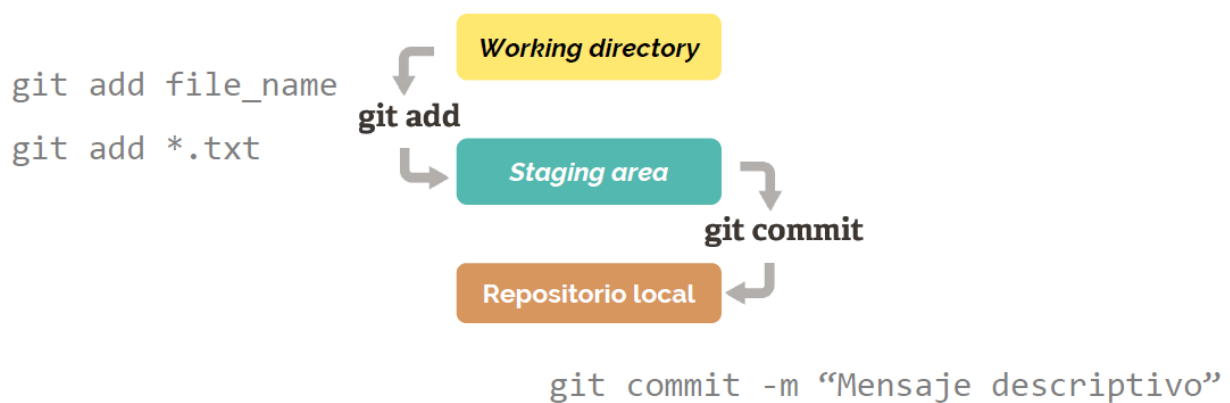 Working directory
git add file_name
git add
git add *.txt
Staging area
git commit
Repositorio local
git commit -m “Mensaje descriptivo”